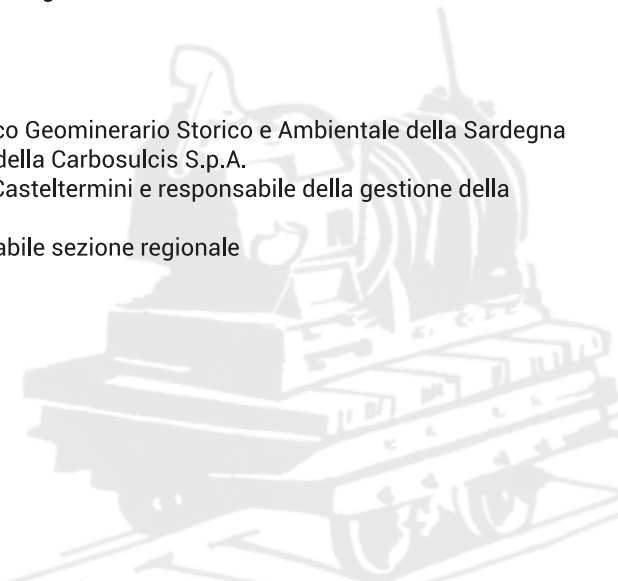 co Geominerario Storico e Ambientale della Sardegna
della Carbosulcis S.p.A.
Casteltermini e responsabile della gestione della
abile sezione regionale